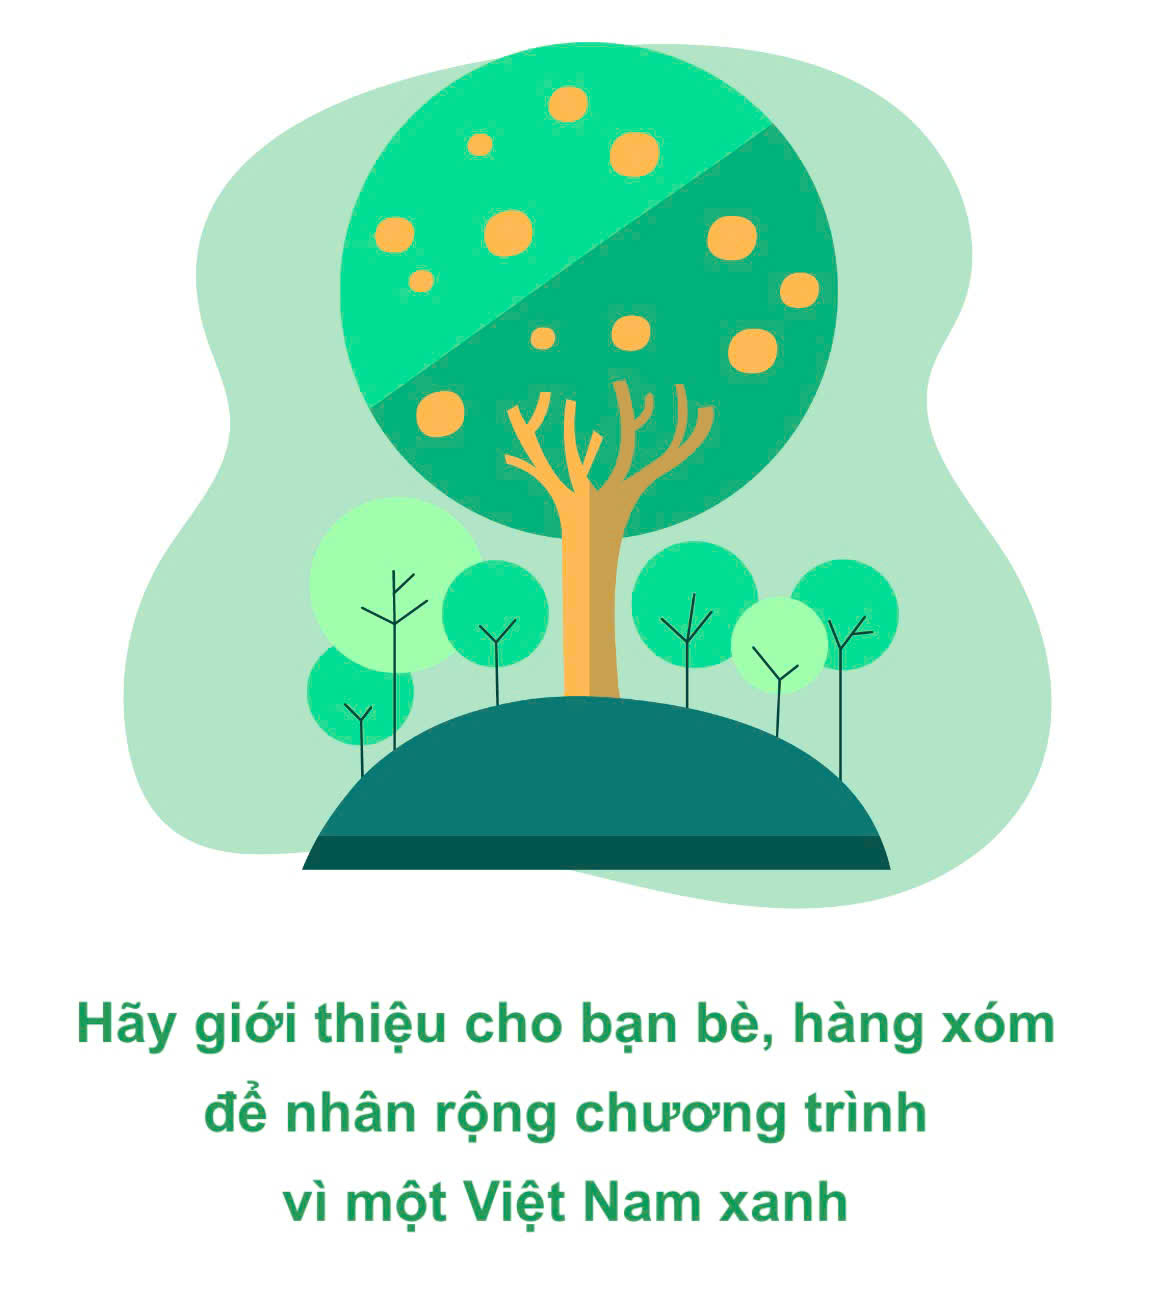 Hãy giới thiệu cho bạn bè, hàng xóm
để nhân rộng chương trình
vì một Việt Nam xanh